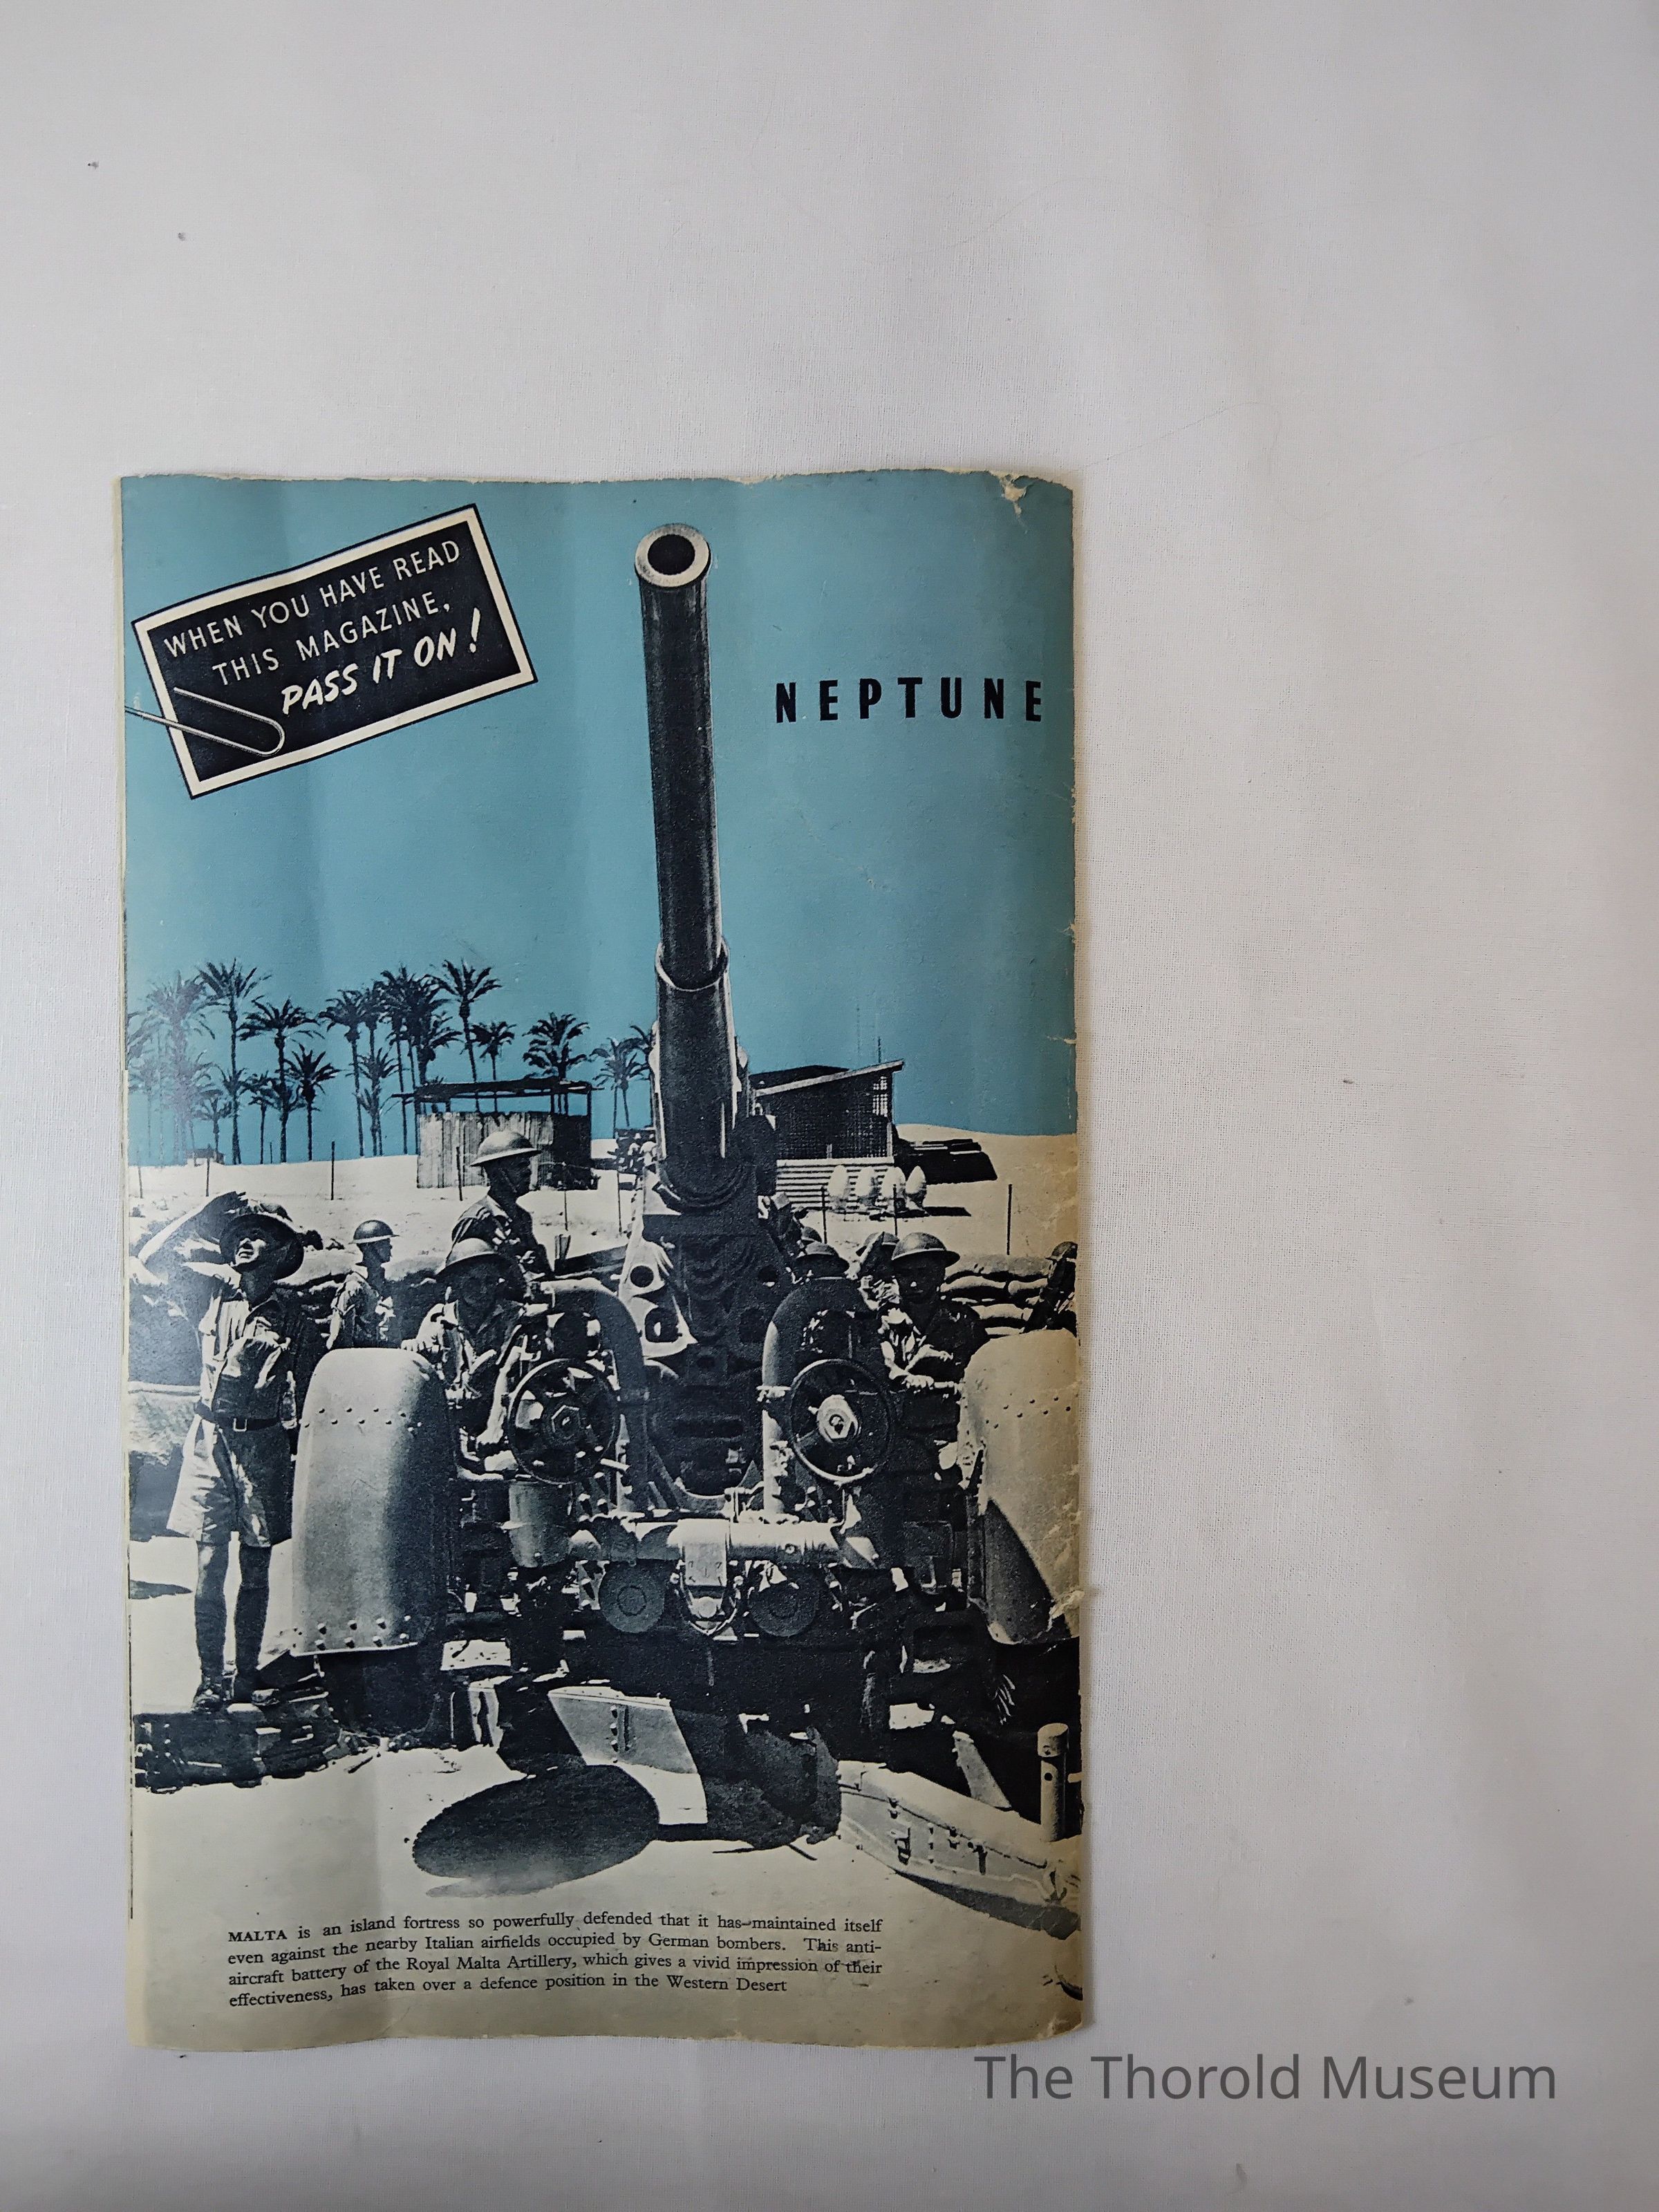 WHEN YOU HAVE READ
THIS MAGAZINE,
PASS IT ON!
NEPTUNE
MALTA is an island fortress so powerfully defended that it has maintained itself
even against the nearby Italian airfields occupied by German bombers. This anti-
aircraft battery of the Royal Malta Artillery, which gives a vivid impression of their
effectiveness, has taken over a defence position in the Western Desert
The Thorold Museum